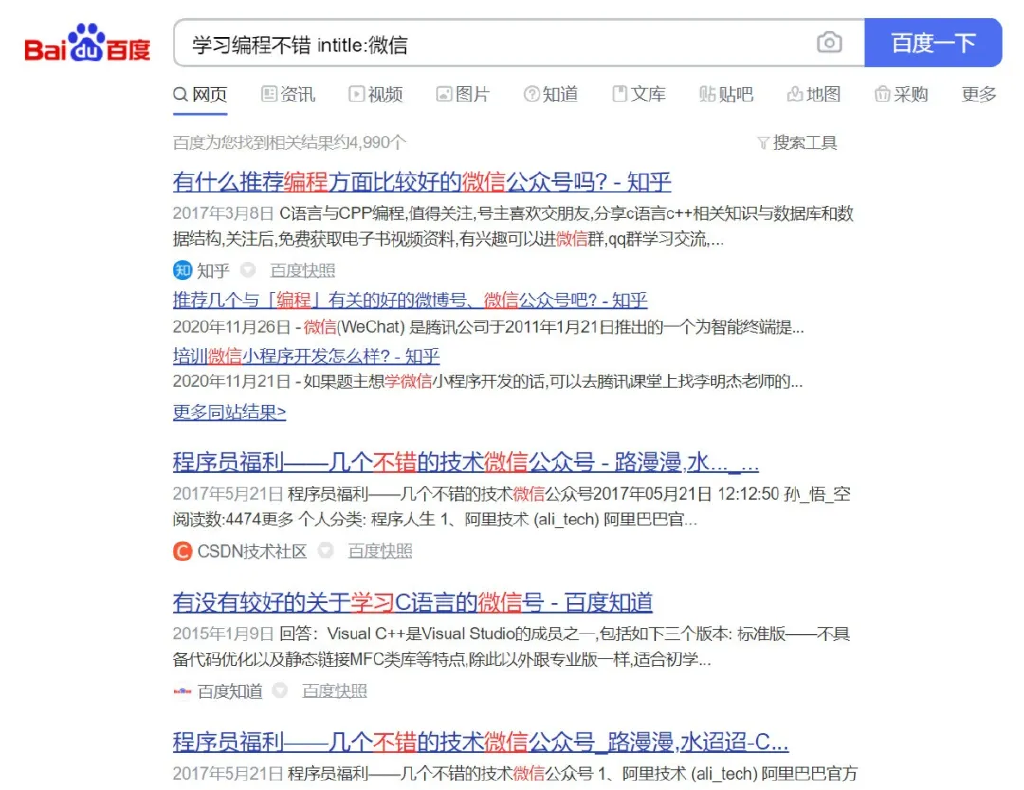 Bai du 百度
学习编程不错 intitle:微信
百度一下
网页 资讯 视频 图片 知道 文库 贴吧 地图 采购 更多
百度为您找到相关结果约4,990个
搜索工具
有什么推荐编程方面比较好的微信公众号吗? - 知乎
2017年3月8日 C语言与CPP编程,值得关注,号主喜欢交朋友,分享c语言c++相关知识与数据库和数
据结构,关注后,免费获取电子书视频资料,有兴趣可以进微信群,qq群学习交流,...
知 知乎 百度快照
推荐几个与「编程」有关的好的微博号、微信公众号吧? - 知乎
2020年11月26日 - 微信(WeChat) 是腾讯公司于2011年1月21日推出的一个为智能终端提...
培训微信小程序开发怎么样? - 知乎
2020年11月21日 - 如果题主想学微信小程序开发的话,可以去腾讯课堂上找李明杰老师的...
更多同站结果>
程序员福利——几个不错的技术微信公众号 - 路漫漫,水..._...
2017年5月21日 程序员福利——几个不错的技术微信公众号2017年05月21日 12:12:50 孙_悟_空
阅读数:4474更多 个人分类: 程序人生 1、阿里技术 (ali_tech) 阿里巴巴官...
C CSDN技术社区 百度快照
有没有较好的关于学习C语言的微信号 - 百度知道
2015年1月9日 回答：Visual C++是Visual Studio的成员之一,包括如下三个版本: 标准版——不具
备代码优化以及静态链接MFC类库等特点,除此以外跟专业版一样,适合初学...
百度知道 百度快照
程序员福利——几个不错的技术微信公众号_路漫漫,水迢迢-C...
2017年5月21日 程序员福利——几个不错的技术微信公众号 1、阿里技术 (ali_tech) 阿里巴巴官方